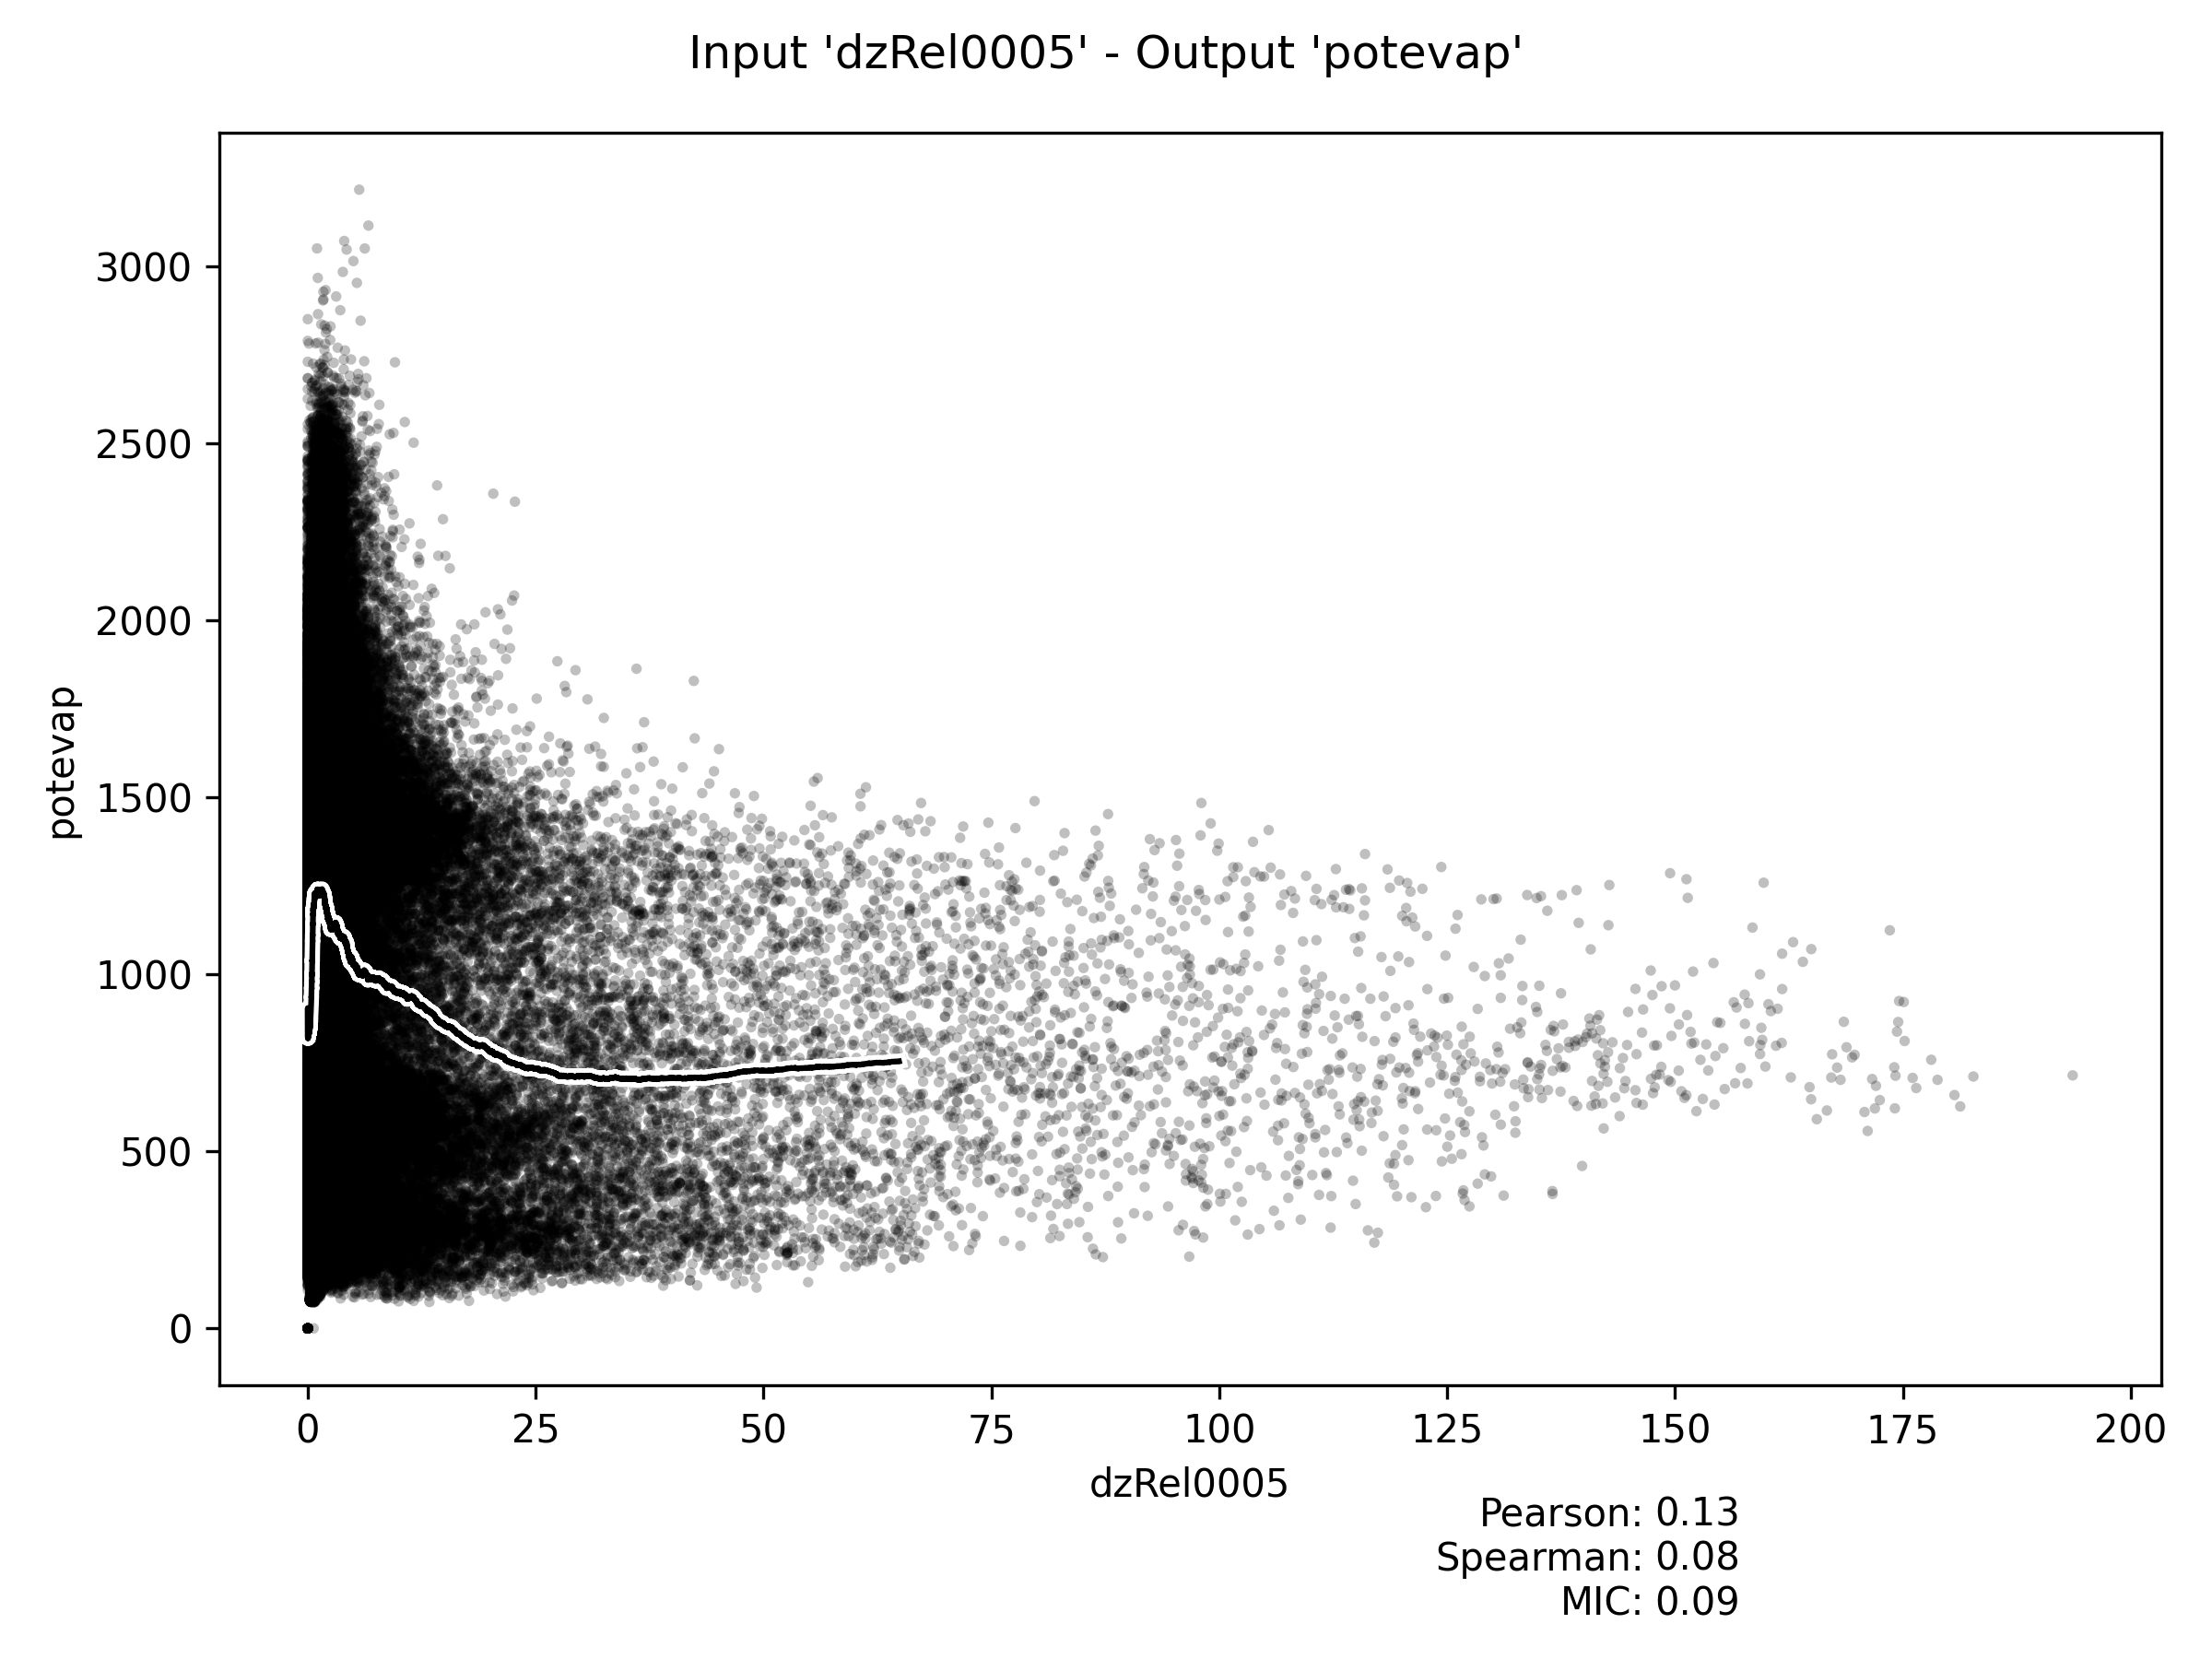 Input 'dzRel0005' - Output 'potevap'
3000
2500
2000
1500
1000
500
0
potevap
0 25 50 75 100 125 150 175 200
dzRel0005
Pearson: 0.13
Spearman: 0.08
MIC: 0.09